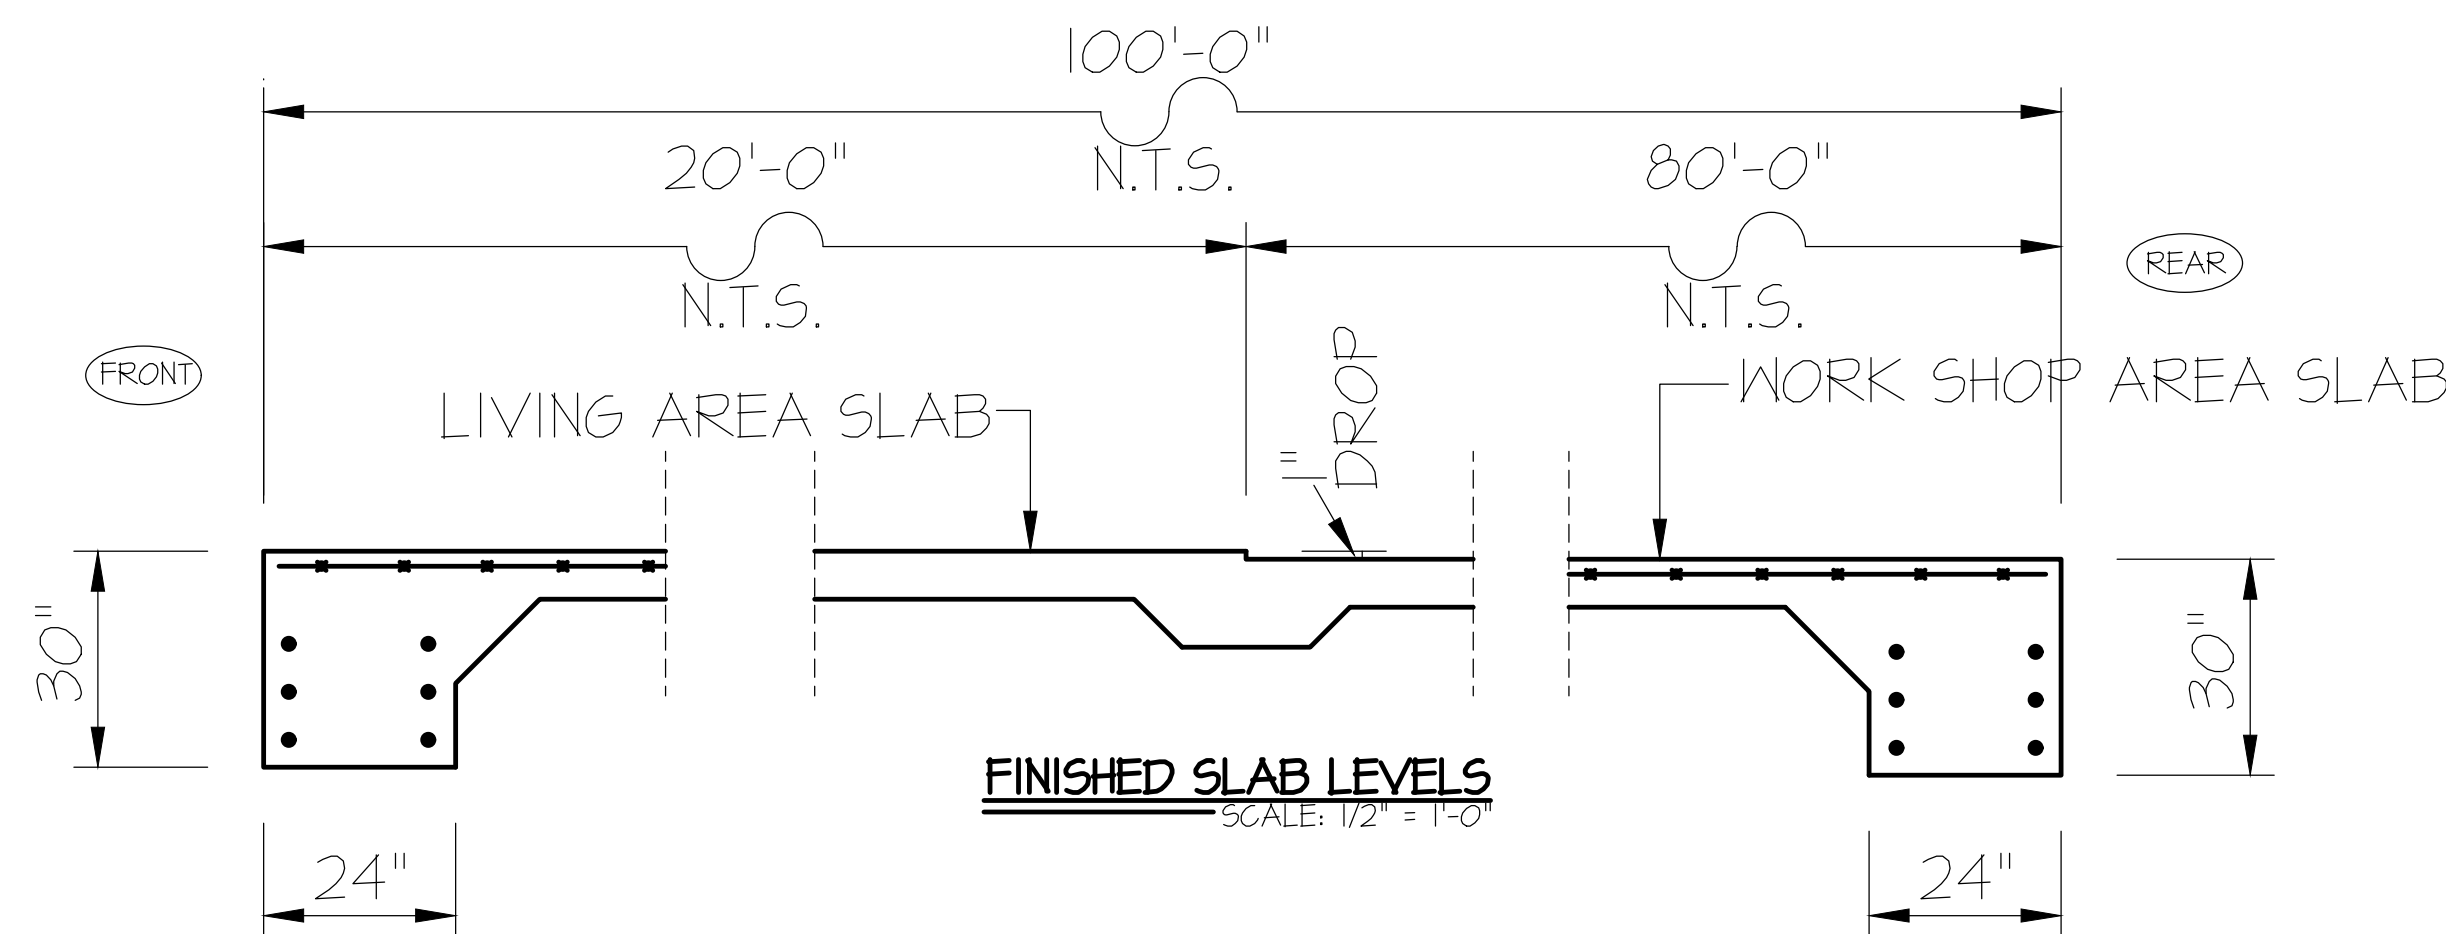 100'-0"
N.T.S.
20'-0"
80'-0"
N.T.S.
N.T.S.
REAR
FRONT
WORK SHOP AREA SLAB
LIVING AREA SLAB
1" DROP
30"
30"
FINISHED SLAB LEVELS
SCALE: 1/2" = 1'-0"
24"
24"